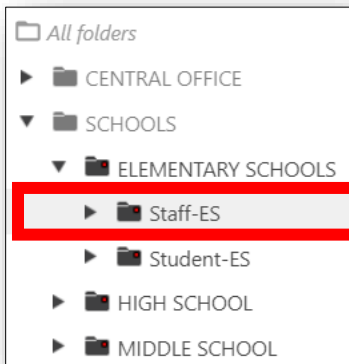 All folders
CENTRAL OFFICE
SCHOOLS
ELEMENTARY SCHOOLS
Staff-ES
Student-ES
HIGH SCHOOL
MIDDLE SCHOOL